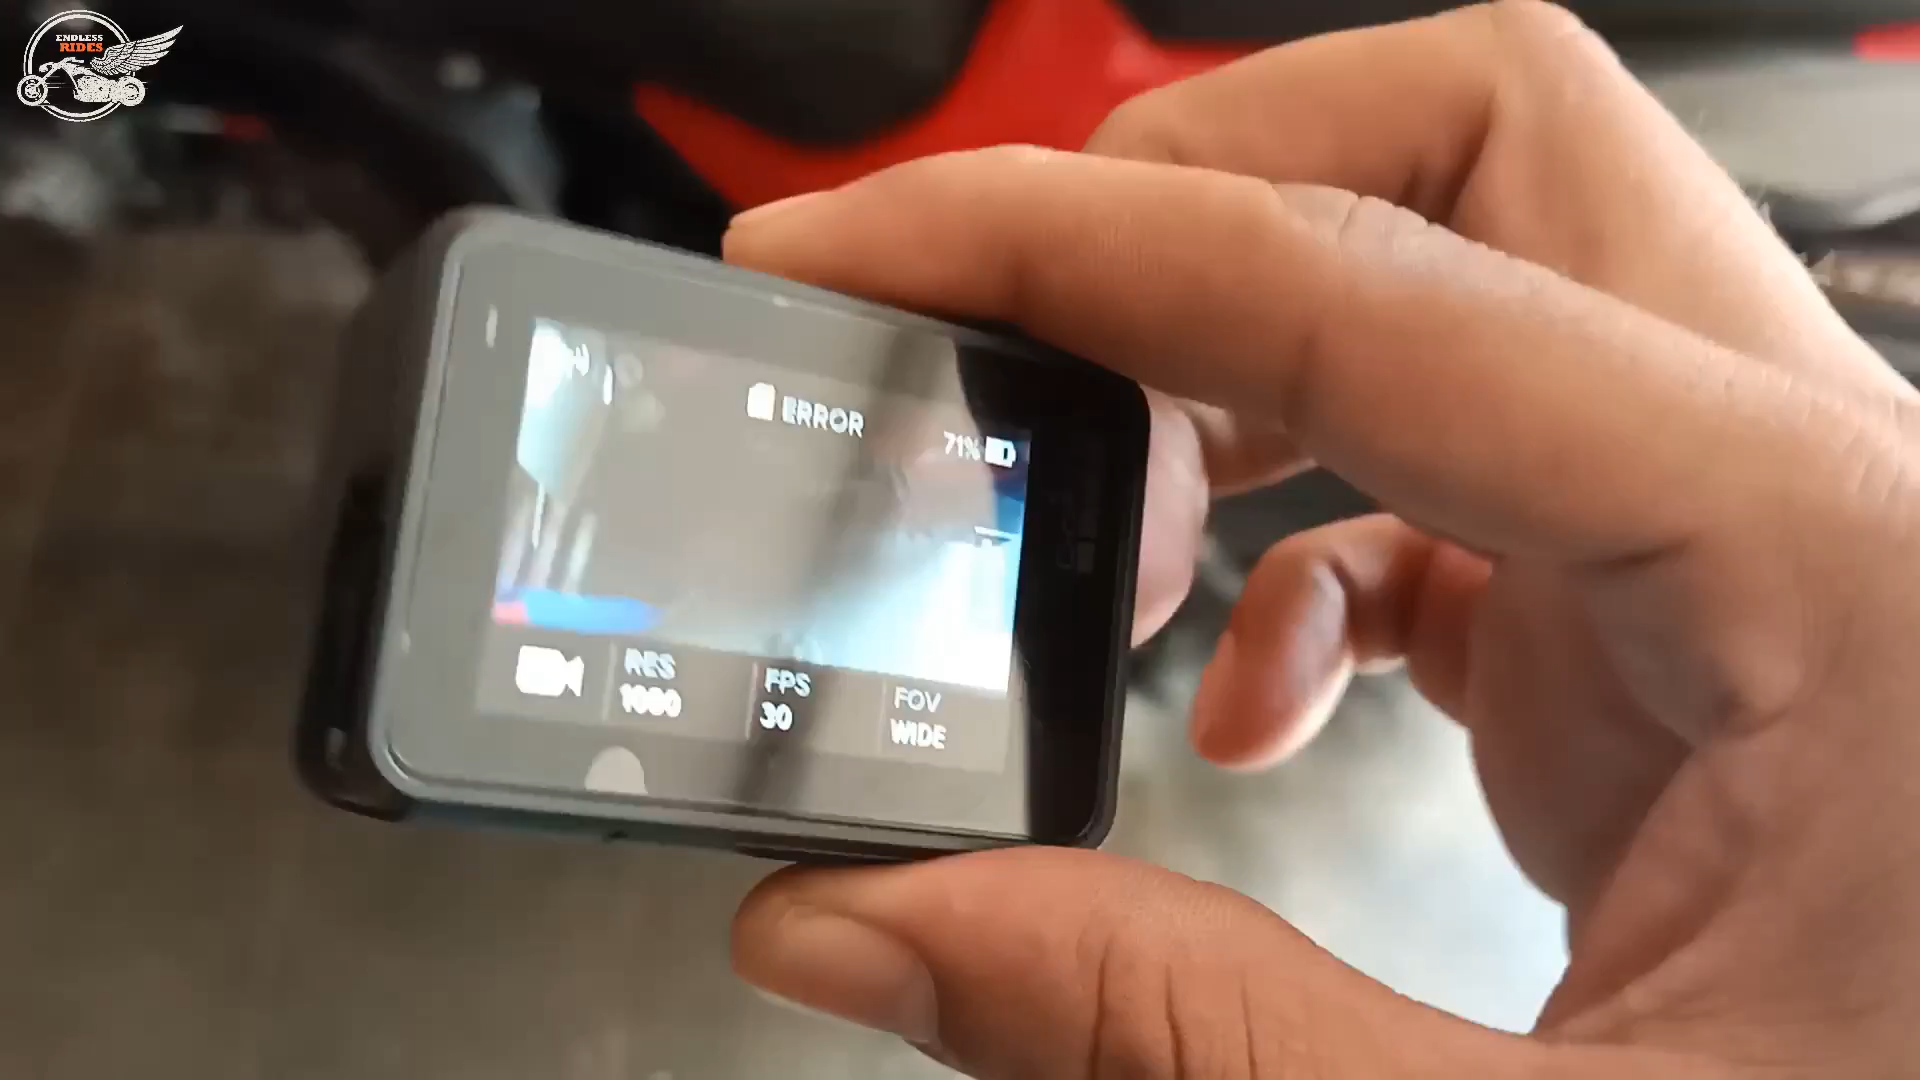 ENDLESS
RIDES
ERROR
71%
RES
1080
FPS
30
FOV
WIDE